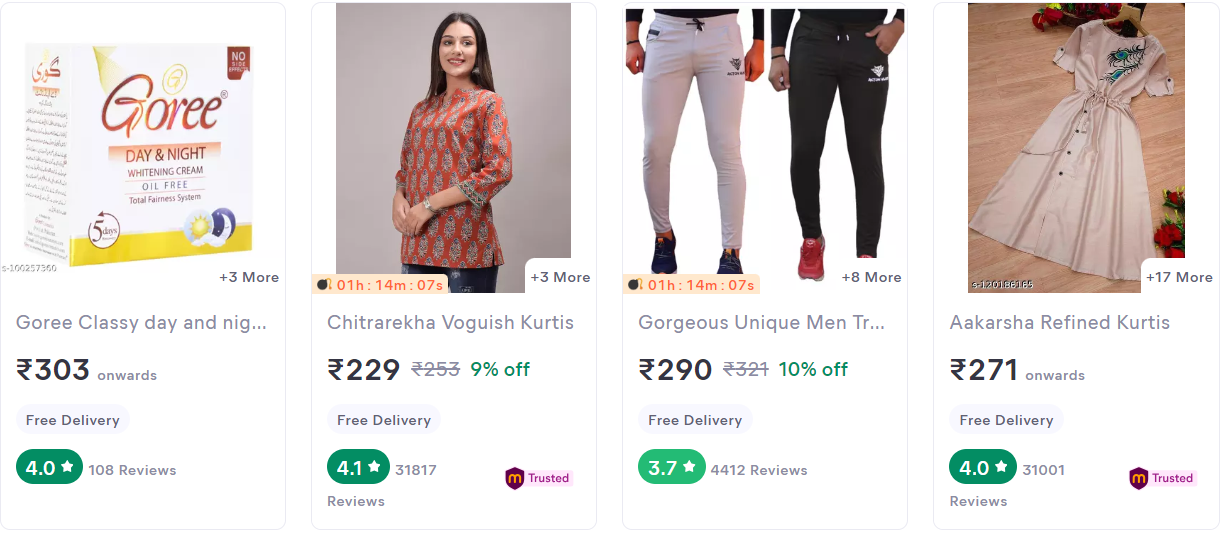 گوری
NO
SIDE
EFFECTS
Goree®
DAY & NIGHT
WHITENING CREAM
OIL FREE
Total Fairness System
5days
s-100257360
+3 More
Goree Classy day and nig...
₹303 onwards
Free Delivery
4.0 ★ 108 Reviews
01h : 14m : 07s
+3 More
Chitrarekha Voguish Kurtis
₹229 ₹253 9% off
Free Delivery
4.1 ★ 31817
Reviews
m Trusted
01h : 14m : 07s
+8 More
Gorgeous Unique Men Tr...
₹290 ₹321 10% off
Free Delivery
3.7 ★ 4412 Reviews
s-120186165
+17 More
Aakarsha Refined Kurtis
₹271 onwards
Free Delivery
4.0 ★ 31001
Reviews
m Trusted